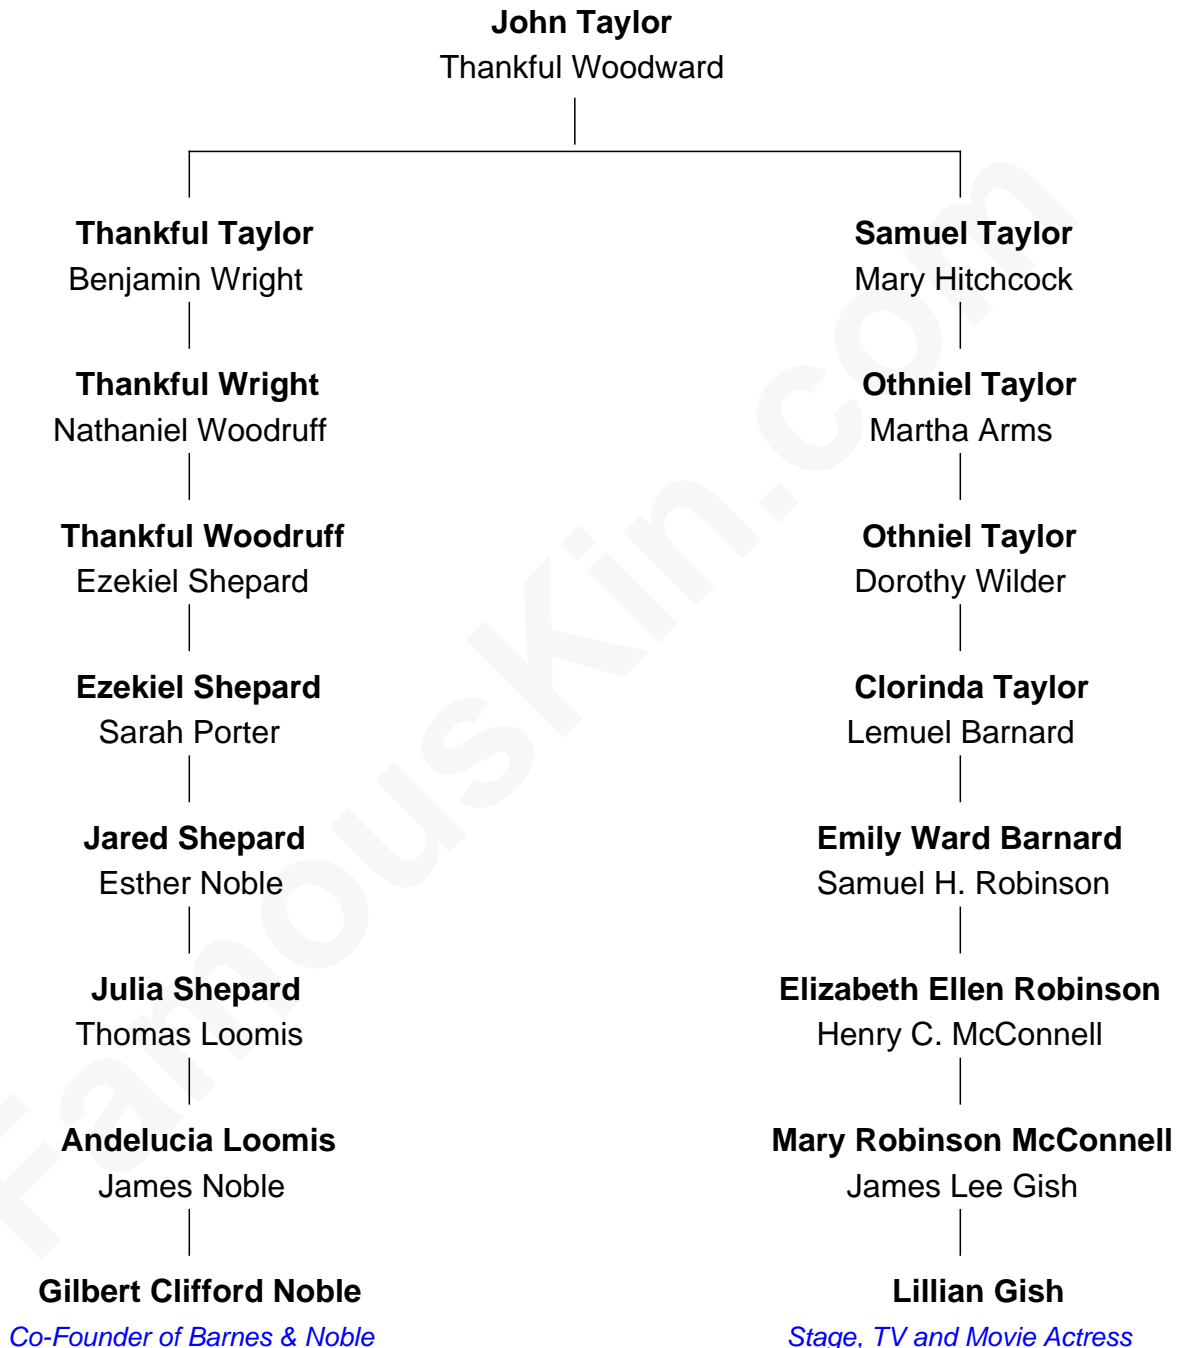 John Taylor
Thankful Woodward
Thankful Taylor
Benjamin Wright
Samuel Taylor
Mary Hitchcock
Thankful Wright
Nathaniel Woodruff
Othniel Taylor
Martha Arms
Thankful Woodruff
Ezekiel Shepard
Othniel Taylor
Dorothy Wilder
Ezekiel Shepard
Sarah Porter
Clorinda Taylor
Lemuel Barnard
Jared Shepard
Esther Noble
Emily Ward Barnard
Samuel H. Robinson
Julia Shepard
Thomas Loomis
Elizabeth Ellen Robinson
Henry C. McConnell
Andelucia Loomis
James Noble
Mary Robinson McConnell
James Lee Gish
Gilbert Clifford Noble
Co-Founder of Barnes & Noble
Lillian Gish
Stage, TV and Movie Actress
FamousKin.com